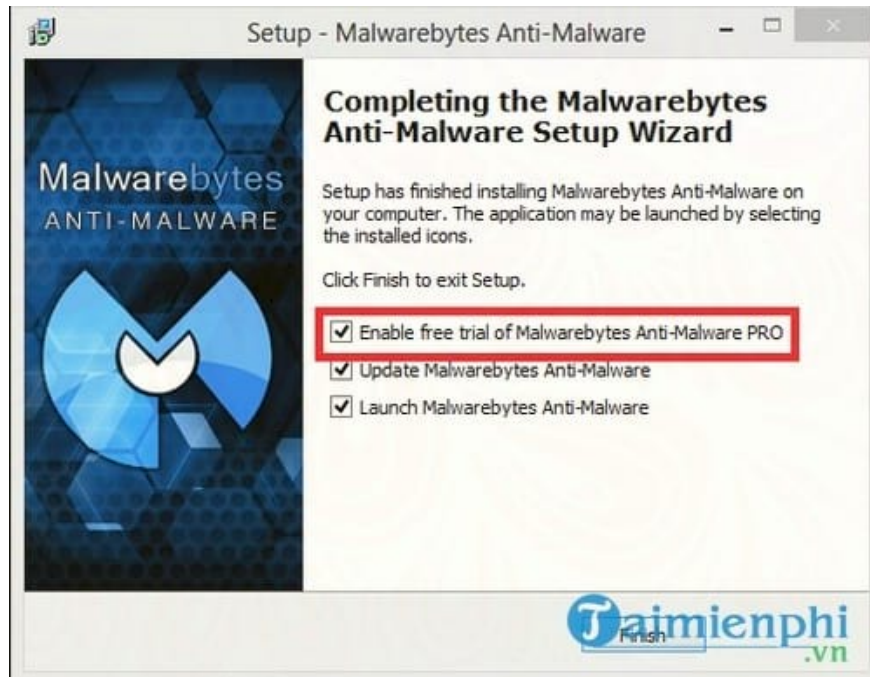 Setup - Malwarebytes Anti-Malware
Malwarebytes
ANTI-MALWARE
Completing the Malwarebytes
Anti-Malware Setup Wizard
Setup has finished installing Malwarebytes Anti-Malware on
your computer. The application may be launched by selecting
the installed icons.
Click Finish to exit Setup.
Enable free trial of Malwarebytes Anti-Malware PRO
Update Malwarebytes Anti-Malware
Launch Malwarebytes Anti-Malware
Finish
Taimienphi
.vn